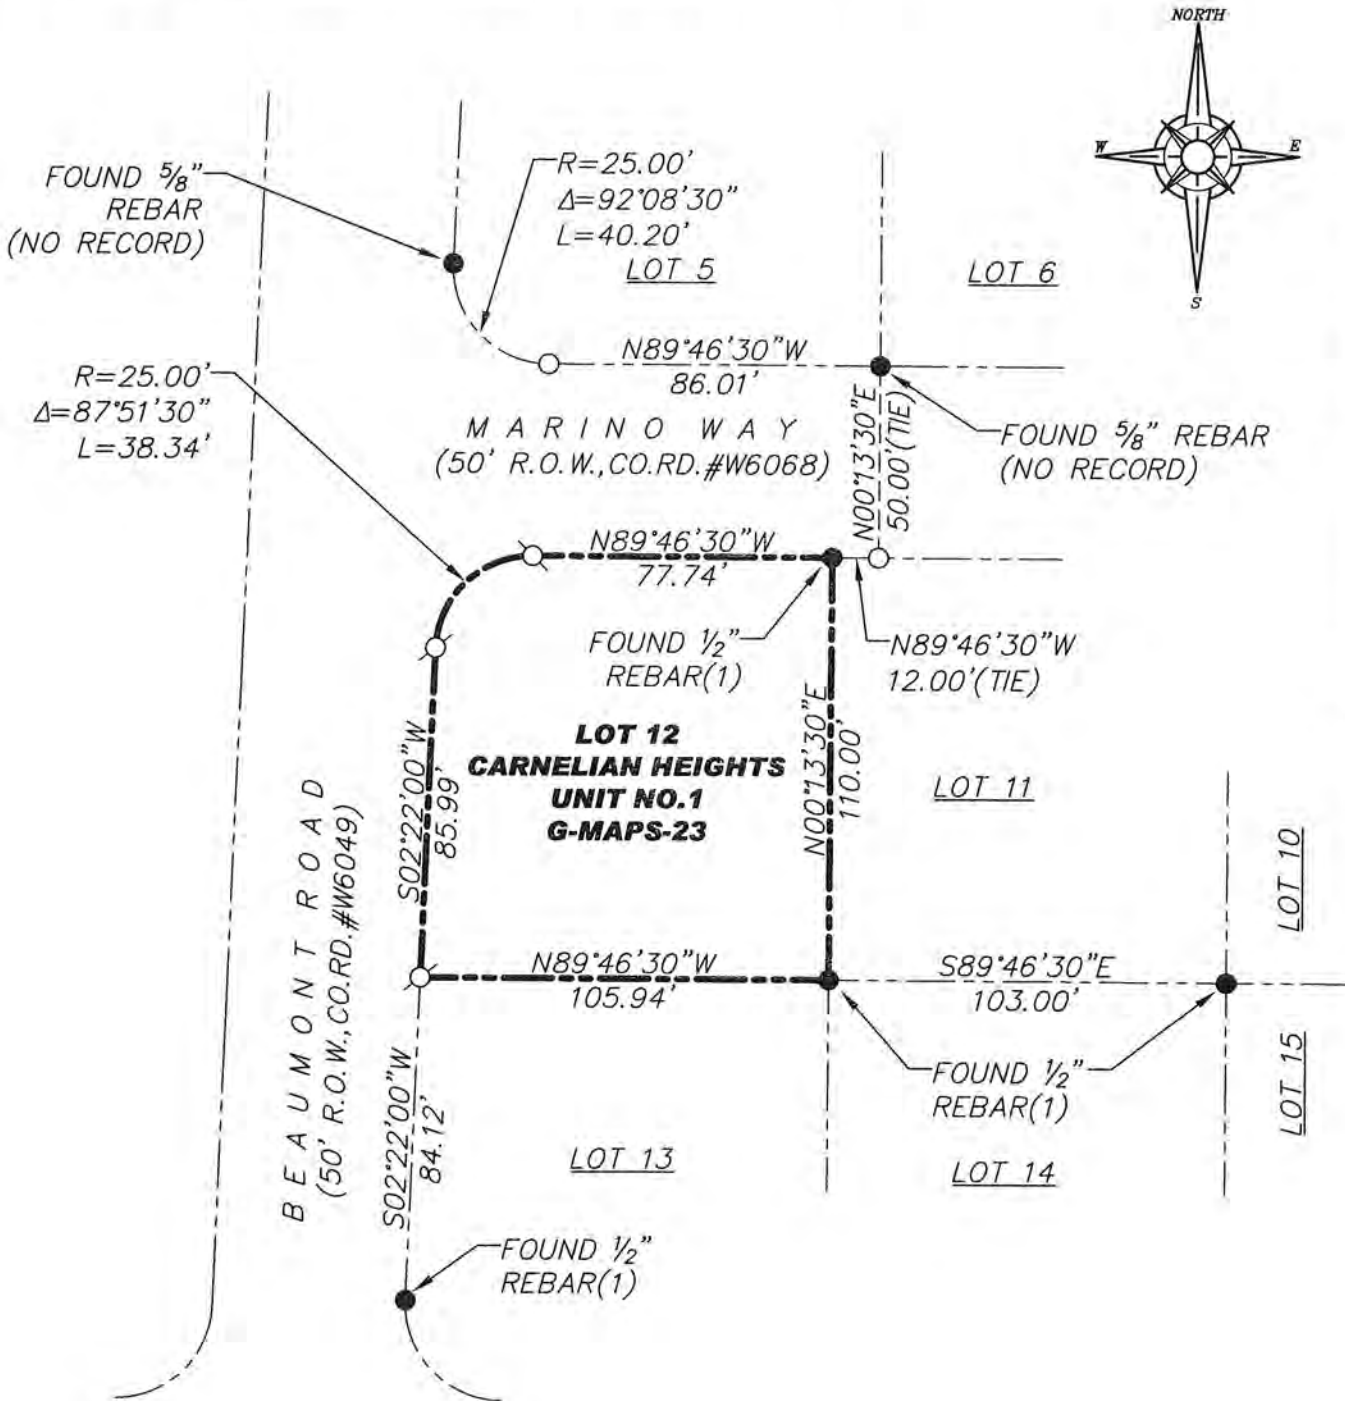 NORTH
W
E
S
FOUND 5/8"
REBAR
(NO RECORD)
R=25.00'
Δ=92°08'30"
L=40.20'
LOT 5
LOT 6
N89°46'30"W
86.01'
R=25.00'
Δ=87°51'30"
L=38.34'
MARINO WAY
(50' R.O.W.,CO.RD.#W6068)
N00°13'30"E
50.00'(TIE)
FOUND 5/8" REBAR
(NO RECORD)
N89°46'30"W
77.74'
FOUND 1/2"
REBAR(1)
N89°46'30"W
12.00'(TIE)
LOT 12
CARNELIAN HEIGHTS
UNIT NO.1
G-MAPS-23
N00°13'30"E
110.00'
LOT 11
S02°22'00"W
85.99'
BEAUMONT ROAD
(50' R.O.W.,CO.RD.#W6049)
LOT 10
N89°46'30"W
105.94'
S89°46'30"E
103.00'
FOUND 1/2"
REBAR(1)
LOT 15
S02°22'00"W
84.12'
LOT 13
LOT 14
FOUND 1/2"
REBAR(1)